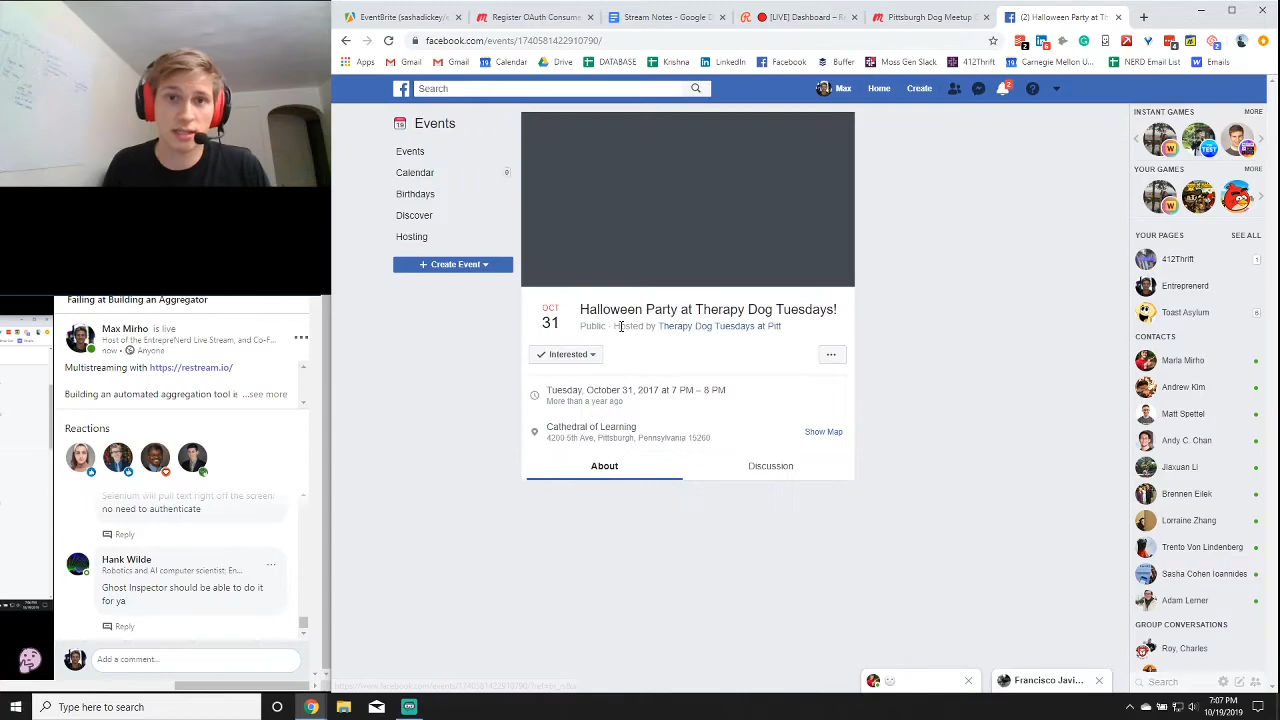 EventBrite (sashadickey/
Register OAuth Consume
Stream Notes - Google D
[LIVE] Dashboard – R
Pittsburgh Dog Meetup
(2) Halloween Party at Th
facebook.com/events/1740581422910790/
Apps
Gmail
Gmail
Calendar
Drive
DATABASE
Krishna
LinkedIn
Facebook
Buffer
Moss Gen Slack
412Thrift
Carnegie Mellon U...
NERD Email List
Emails
Search
Max
Home
Create
2
Events
Events
Calendar
0
Birthdays
Discover
Hosting
+ Create Event
OCT
31
Halloween Party at Therapy Dog Tuesdays!
Public · Hosted by Therapy Dog Tuesdays at Pitt
Interested
Tuesday, October 31, 2017 at 7 PM – 8 PM
More than a year ago
Cathedral of Learning
4200 5th Ave, Pittsburgh, Pennsylvania 15260
Show Map
About
Discussion
INSTANT GAMES
MORE
YOUR GAMES
MORE
YOUR PAGES
SEE ALL
412Thrift
1
Entreprenerd
Toast Asylum
6
CONTACTS
Marla Mirho
Andrew Kim
Matt Spettel
Andy C. Chan
Jiaxuan Li
Brennen Eilek
Lorraine Zhang
Trento Von Lindenberg
Sasha Cohen Ioannides
Adam Lerner
GROUP CONVERSATIONS
Roy, Charles
Search
Francisco Javi...
Failing at Building an Aggregator
Max Mirho is live
Host of the EntrepreNerd Live Stream, and Co-F...
now • Anyone
Multistreaming with https://restream.io/
Building an automated aggregation tool is ...see more
Reactions
Selenium will pull text right off the screen:
no need to authenticate
Reply
Hank Wilde
Robotics and AI computer scientist; En...
Ghost Inspector should be able to do it
for ya
Reply
Add a comment...
Type here to search
7:07 PM
10/19/2019